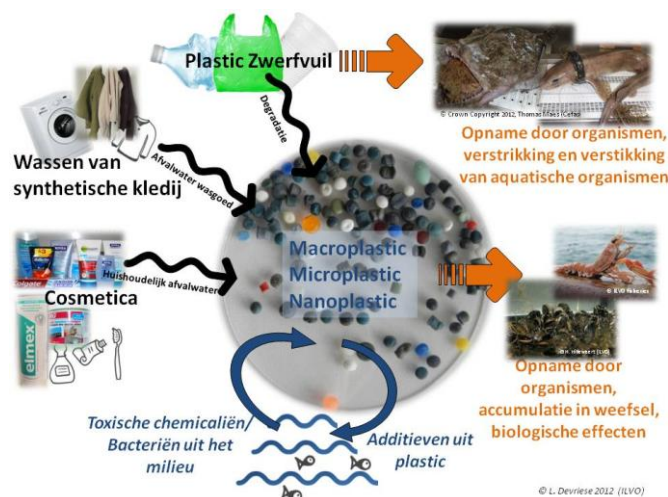 Plastic Zwerfvuil
© Crown Copyright 2012, Thomas Maes (Cefas)
Degradatie
Opname door organismen,
verstrikking en verstikking
van aquatische organismen
Wassen van
synthetische kledij
Afvalwater wasgoed
Macroplastic
Microplastic
Nanoplastic
Huishoudelijk afvalwater
Cosmetica
elmex
© ILVO Fisheries
Opname door
organismen,
accumulatie in weefsel,
biologische effecten
Toxische chemicaliën/
Bacteriën uit het
milieu
Additieven uit
plastic
© L. Devriese 2012 (ILVO)